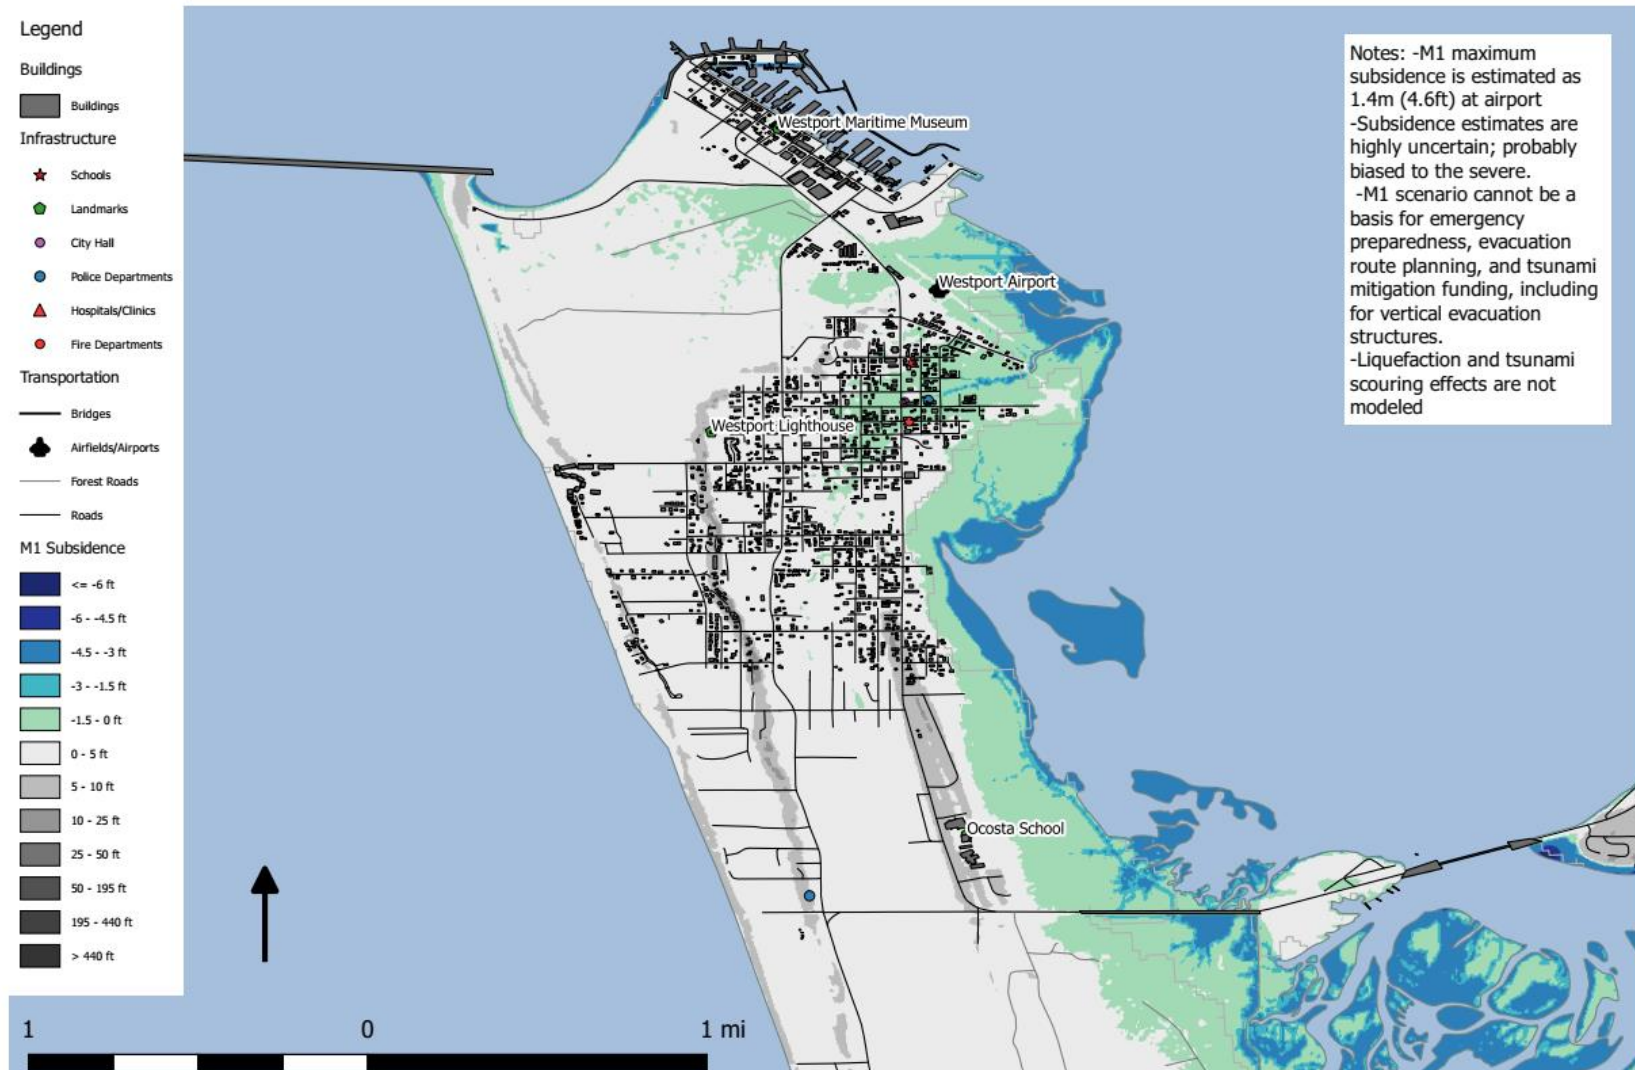 Legend
Buildings
Buildings
Infrastructure
Schools
Landmarks
City Hall
Police Departments
Hospitals/Clinics
Fire Departments
Transportation
Bridges
Airfields/Airports
Forest Roads
Roads
M1 Subsidence
<= -6 ft
-6 - -4.5 ft
-4.5 - -3 ft
-3 - -1.5 ft
-1.5 - 0 ft
0 - 5 ft
5 - 10 ft
10 - 25 ft
25 - 50 ft
50 - 195 ft
195 - 440 ft
> 440 ft
1 0 1 mi
Westport Maritime Museum
Westport Airport
Westport Lighthouse
Ocosta School
Notes: -M1 maximum
subsidence is estimated as
1.4m (4.6ft) at airport
-Subsidence estimates are
highly uncertain; probably
biased to the severe.
-M1 scenario cannot be a
basis for emergency
preparedness, evacuation
route planning, and tsunami
mitigation funding, including
for vertical evacuation
structures.
-Liquefaction and tsunami
scouring effects are not
modeled